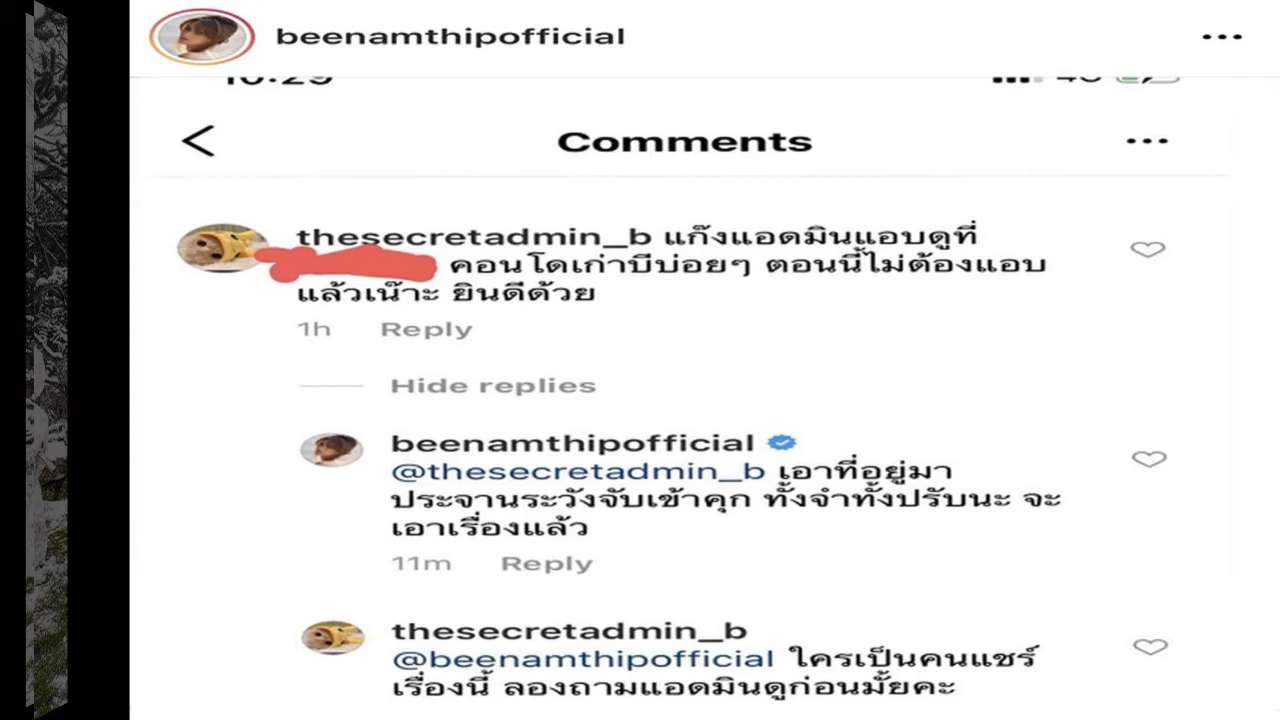 beenamthipofficial
Comments
thesecretadmin_b แก๊งแอดมินแอบดูที่
คอนโดเก่าบีบ่อยๆ ตอนนี้ไม่ต้องแอบ
แล้วเน๊าะ ยินดีด้วย
1h Reply
Hide replies
beenamthipofficial
@thesecretadmin_b เอาที่อยู่มา
ประจานระวังจับเข้าคุก ทั้งจำทั้งปรับนะ จะ
เอาเรื่องแล้ว
11m Reply
thesecretadmin_b
@beenamthipofficial ใครเป็นคนแชร์
เรื่องนี้ ลองถามแอดมินดูก่อนมั้ยคะ